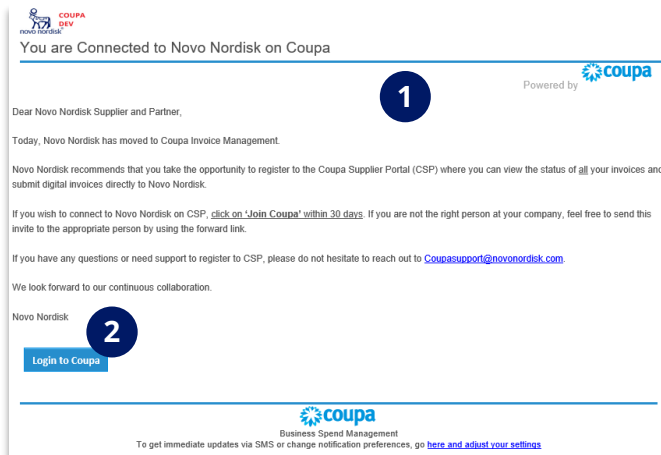 COUPA
DEV
novo nordisk
You are Connected to Novo Nordisk on Coupa
Powered by coupa
1
Dear Novo Nordisk Supplier and Partner,
Today, Novo Nordisk has moved to Coupa Invoice Management.
Novo Nordisk recommends that you take the opportunity to register to the Coupa Supplier Portal (CSP) where you can view the status of all your invoices and
submit digital invoices directly to Novo Nordisk.
If you wish to connect to Novo Nordisk on CSP, click on ‘Join Coupa’ within 30 days. If you are not the right person at your company, feel free to send this
invite to the appropriate person by using the forward link.
If you have any questions or need support to register to CSP, please do not hesitate to reach out to Coupasupport@novonordisk.com.
We look forward to our continuous collaboration.
Novo Nordisk
2
Login to Coupa
coupa
Business Spend Management
To get immediate updates via SMS or change notification preferences, go here and adjust your settings